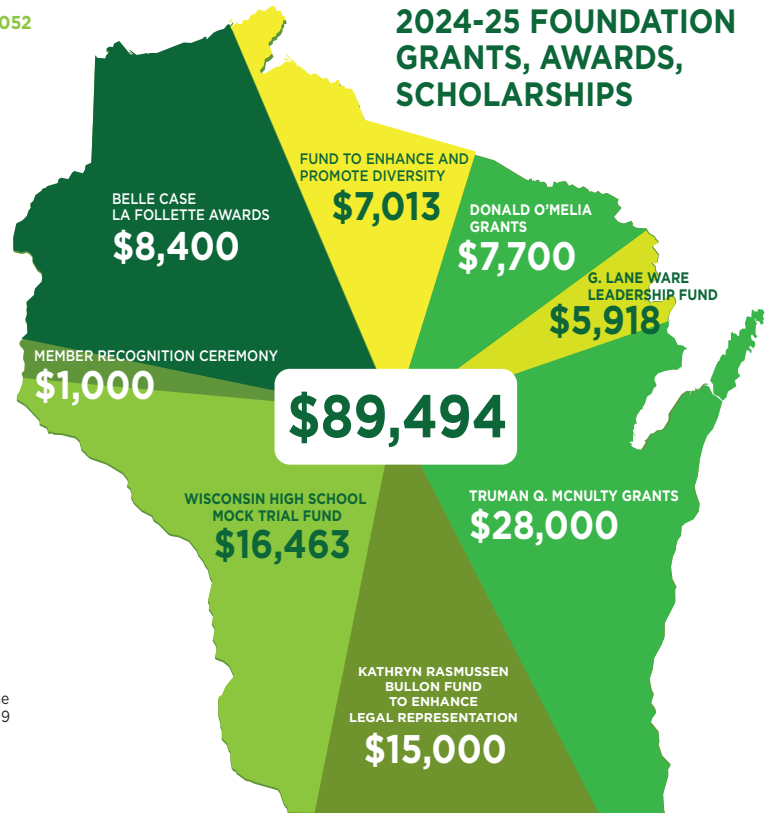 052
2024-25 FOUNDATION
GRANTS, AWARDS,
SCHOLARSHIPS
FUND TO ENHANCE AND
PROMOTE DIVERSITY
$7,013
BELLE CASE
LA FOLLETTE AWARDS
$8,400
DONALD O’MELIA
GRANTS
$7,700
G. LANE WARE
LEADERSHIP FUND
$5,918
MEMBER RECOGNITION CEREMONY
$1,000
$89,494
WISCONSIN HIGH SCHOOL
MOCK TRIAL FUND
$16,463
TRUMAN Q. MCNULTY GRANTS
$28,000
KATHRYN RASMUSSEN
BULLON FUND
TO ENHANCE
LEGAL REPRESENTATION
$15,000
e
9